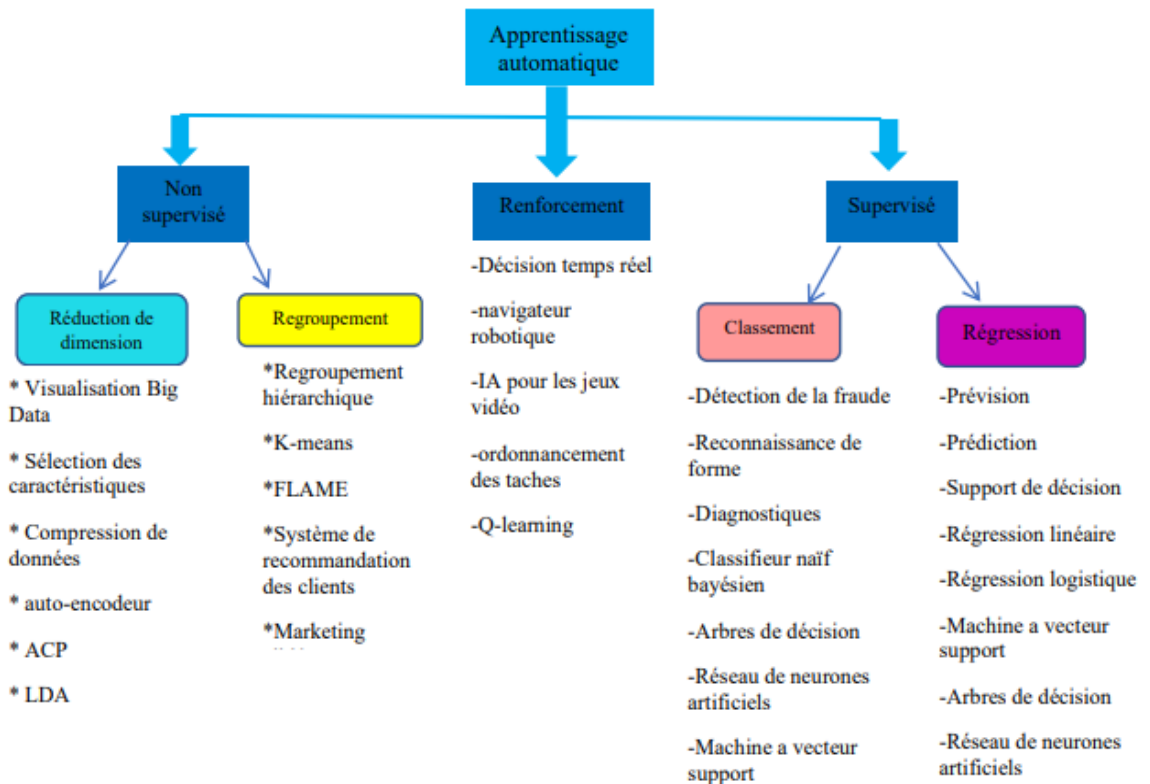 Apprentissage
automatique
Non
supervisé
Renforcement
Supervisé
Réduction de
dimension
* Visualisation Big
Data
* Sélection des
caractéristiques
* Compression de
données
* auto-encodeur
* ACP
* LDA
Regroupement
*Regroupement
hiérarchique
*K-means
*FLAME
*Système de
recommandation
des clients
*Marketing
-Décision temps réel
-navigateur
robotique
-IA pour les jeux
vidéo
-ordonnancement
des taches
-Q-learning
Classement
-Détection de la fraude
-Reconnaissance de
forme
-Diagnostiques
-Classifieur naïf
bayésien
-Arbres de décision
-Réseau de neurones
artificiels
-Machine a vecteur
support
Régression
-Prévision
-Prédiction
-Support de décision
-Régression linéaire
-Régression logistique
-Machine a vecteur
support
-Arbres de décision
-Réseau de neurones
artificiels